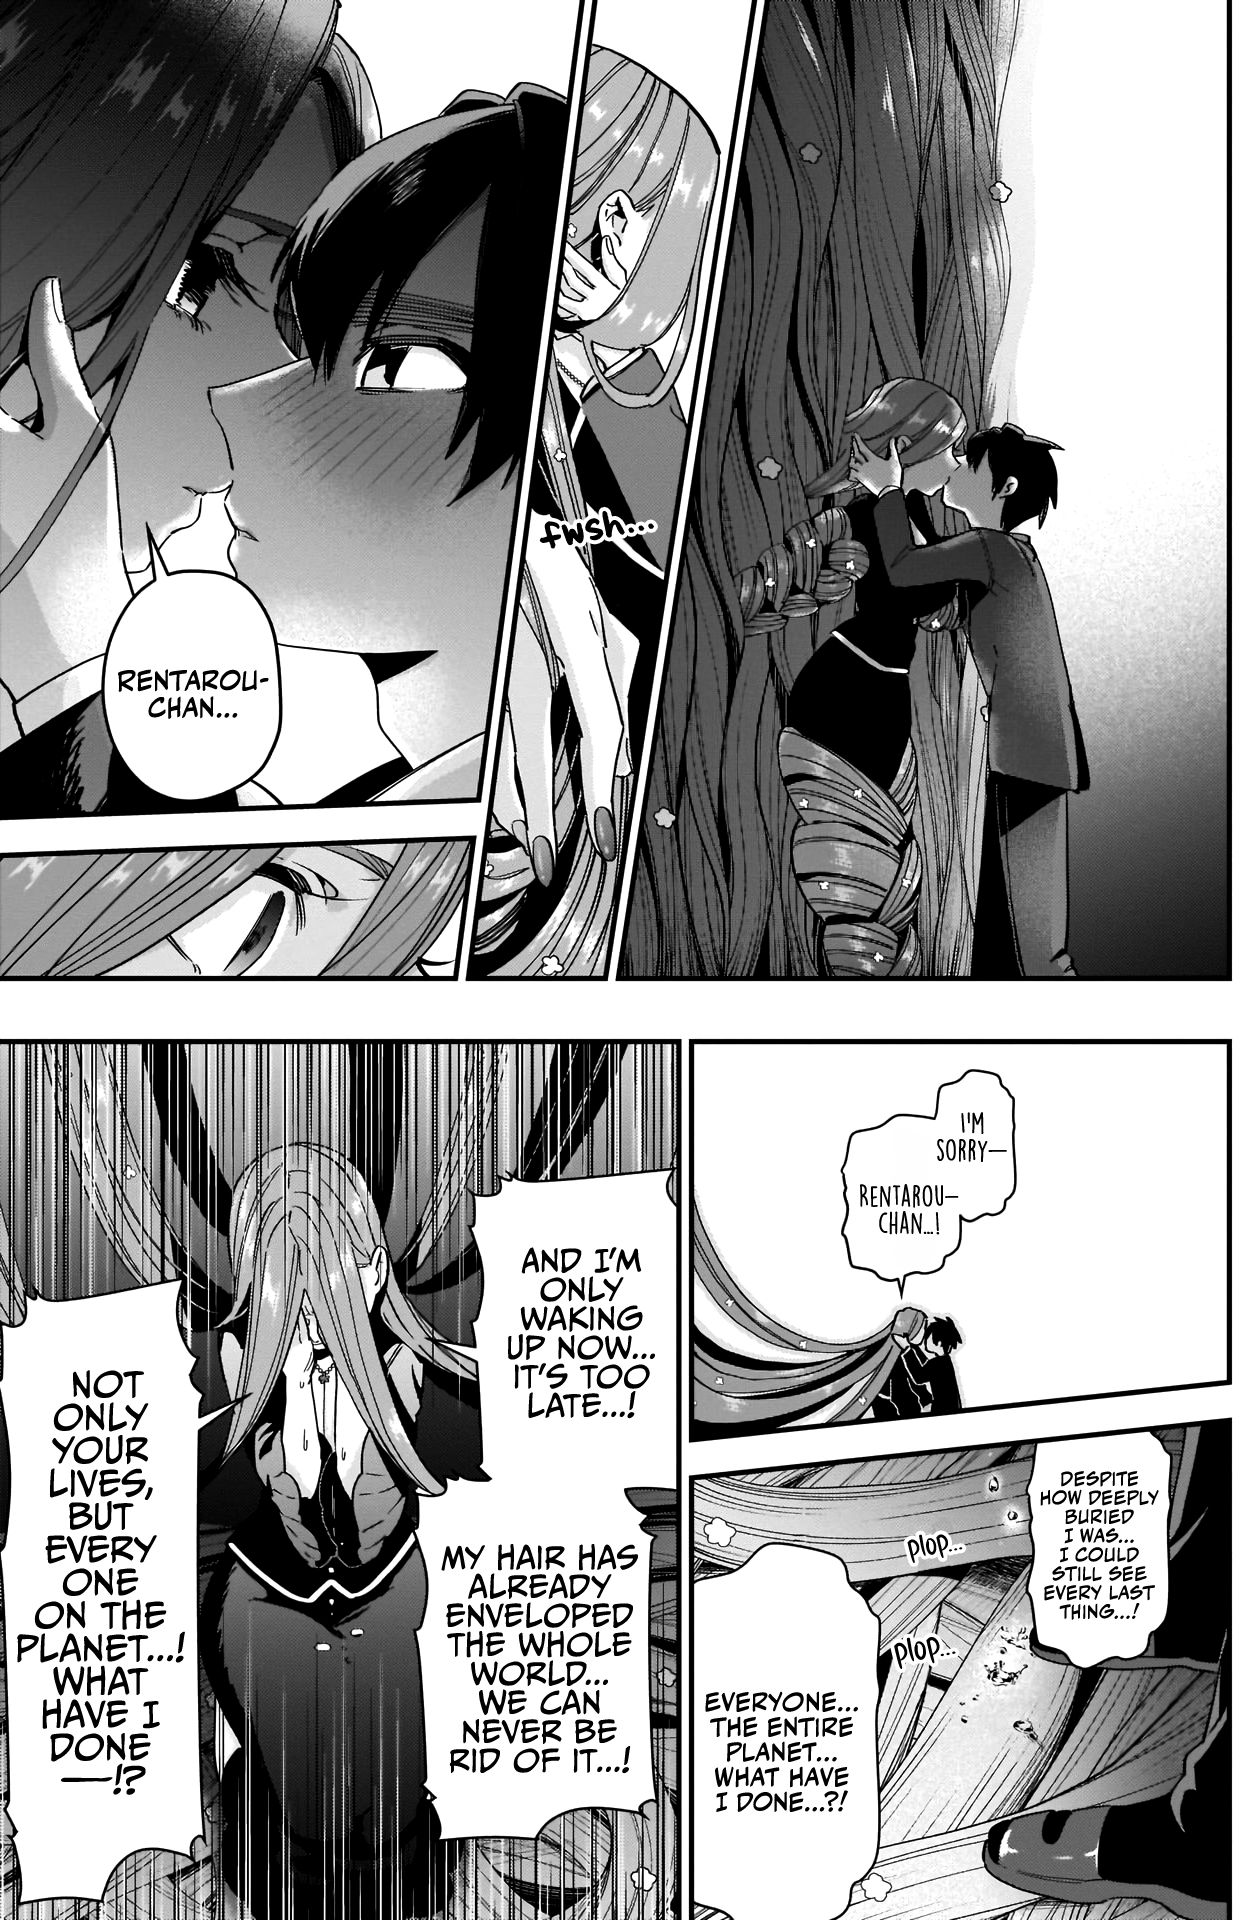 fwsh...
RENTAROU-
CHAN...
I'M
SORRY—
RENTAROU—
CHAN...!
DESPITE
HOW DEEPLY
BURIED
I WAS...
I COULD
STILL SEE
EVERY LAST
THING...!
plop...
plop...
EVERYONE...
THE ENTIRE
PLANET...
WHAT HAVE
I DONE...?!
AND I'M
ONLY
WAKING
UP NOW...
IT'S TOO
LATE...!
MY HAIR HAS
ALREADY
ENVELOPED
THE WHOLE
WORLD...
WE CAN
NEVER BE
RID OF IT...!
NOT
ONLY
YOUR
LIVES,
BUT
EVERY
ONE
ON THE
PLANET...!
WHAT
HAVE I
DONE
—!?